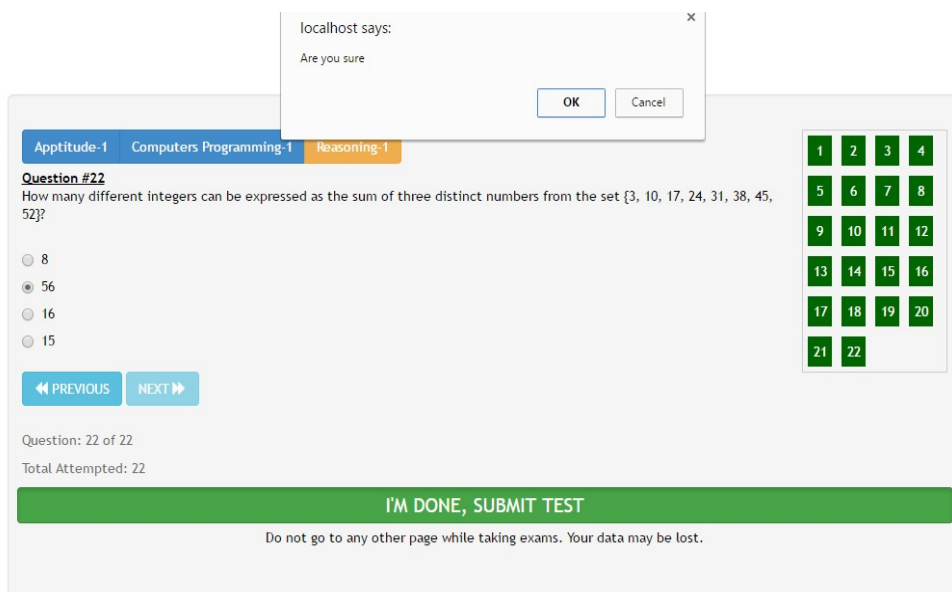 localhost says:
×
Are you sure
OK Cancel
Apptitude-1 Computers Programming-1 Reasoning-1
Question #22
How many different integers can be expressed as the sum of three distinct numbers from the set {3, 10, 17, 24, 31, 38, 45,
52}?
8
56
16
15
PREVIOUS NEXT
Question: 22 of 22
Total Attempted: 22
1 2 3 4
5 6 7 8
9 10 11 12
13 14 15 16
17 18 19 20
21 22
I'M DONE, SUBMIT TEST
Do not go to any other page while taking exams. Your data may be lost.